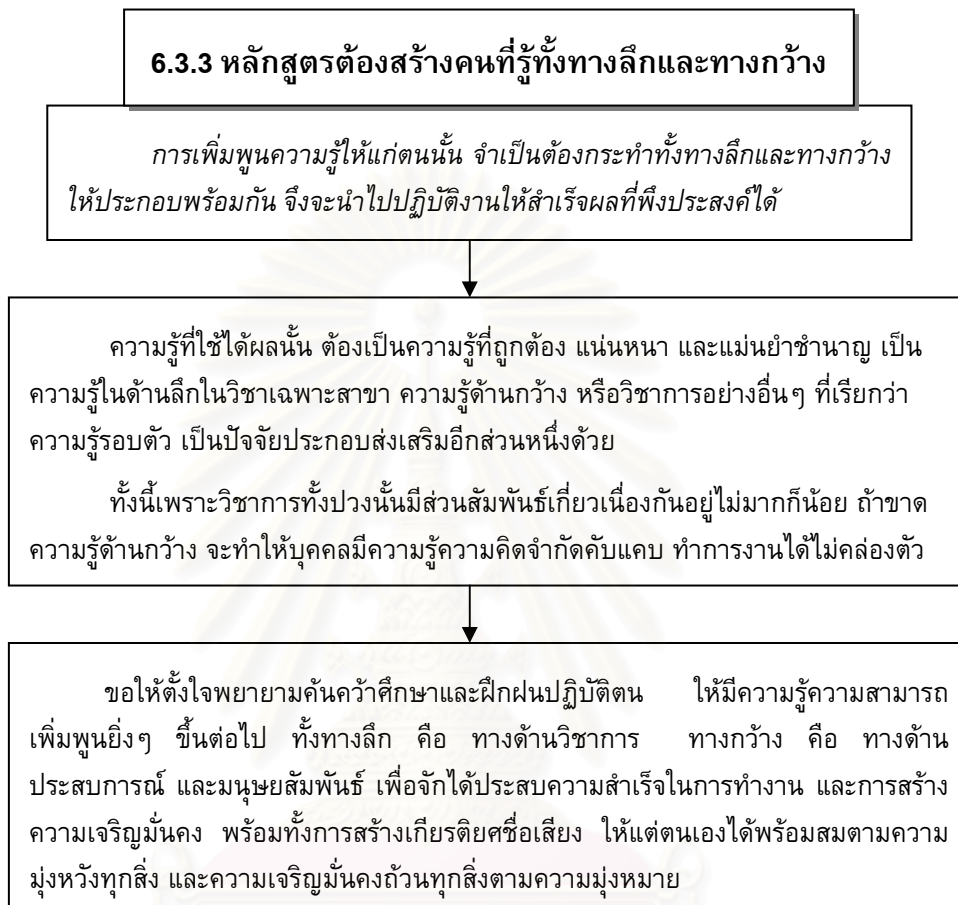 6.3.3 หลักสูตรต้องสร้างคนที่รู้ทั้งทางลึกและทางกว้าง
การเพิ่มพูนความรู้ให้แก่ตนนั้น จำเป็นต้องกระทำทั้งทางลึกและทางกว้าง
ให้ประกอบพร้อมกัน จึงจะนำไปปฏิบัติงานให้สำเร็จผลที่พึงประสงค์ได้
ความรู้ที่ใช้ได้ผลนั้น ต้องเป็นความรู้ที่ถูกต้อง แน่นหนา และแม่นยำชำนาญ เป็น
ความรู้ในด้านลึกในวิชาเฉพาะสาขา ความรู้ด้านกว้าง หรือวิชาการอย่างอื่นๆ ที่เรียกว่า
ความรู้รอบตัว เป็นปัจจัยประกอบส่งเสริมอีกส่วนหนึ่งด้วย
ทั้งนี้เพราะวิชาการทั้งปวงนั้นมีส่วนสัมพันธ์เกี่ยวเนื่องกันอยู่ไม่มากก็น้อย ถ้าขาด
ความรู้ด้านกว้าง จะทำให้บุคคลมีความรู้ความคิดจำกัดคับแคบ ทำการงานได้ไม่คล่องตัว
ขอให้ตั้งใจพยายามค้นคว้าศึกษาและฝึกฝนปฏิบัติตน ให้มีความรู้ความสามารถ
เพิ่มพูนยิ่งๆ ขึ้นต่อไป ทั้งทางลึก คือ ทางด้านวิชาการ ทางกว้าง คือ ทางด้าน
ประสบการณ์ และมนุษยสัมพันธ์ เพื่อจักได้ประสบความสำเร็จในการทำงาน และการสร้าง
ความเจริญมั่นคง พร้อมทั้งการสร้างเกียรติยศชื่อเสียง ให้แต่ตนเองได้พร้อมสมตามความ
มุ่งหวังทุกสิ่ง และความเจริญมั่นคงถ้วนทุกสิ่งตามความมุ่งหมาย